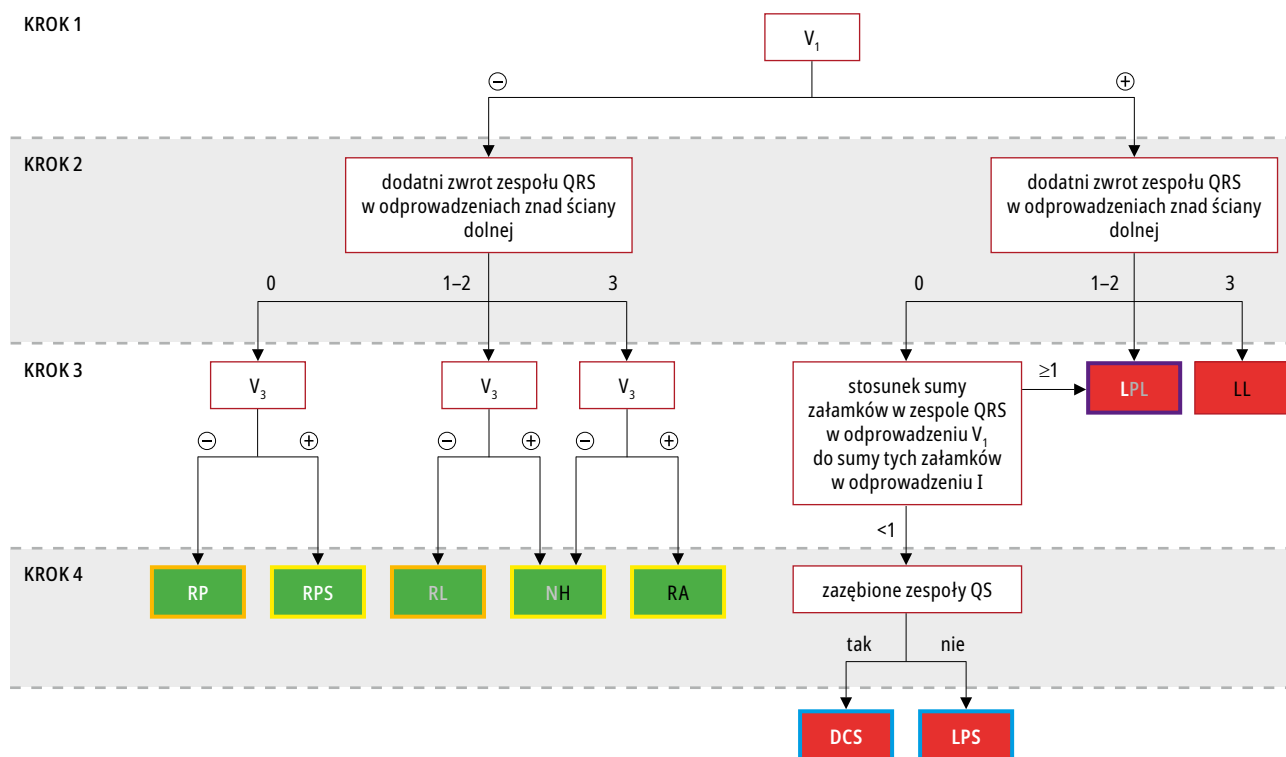 KROK 1
V₁
⊖
⊕
KROK 2
dodatni zwrot zespołu QRS
w odprowadzeniach znad ściany
dolnej
dodatni zwrot zespołu QRS
w odprowadzeniach znad ściany
dolnej
0
1–2
3
0
1–2
3
KROK 3
V₃
V₃
V₃
stosunek sumy
załamków w zespole QRS
w odprowadzeniu V₁
do sumy tych załamków
w odprowadzeniu I
≥1
LPL
LL
⊖
⊕
⊖
⊕
⊖
⊕
<1
KROK 4
RP
RPS
RL
NH
RA
zazębione zespoły QS
tak
nie
DCS
LPS